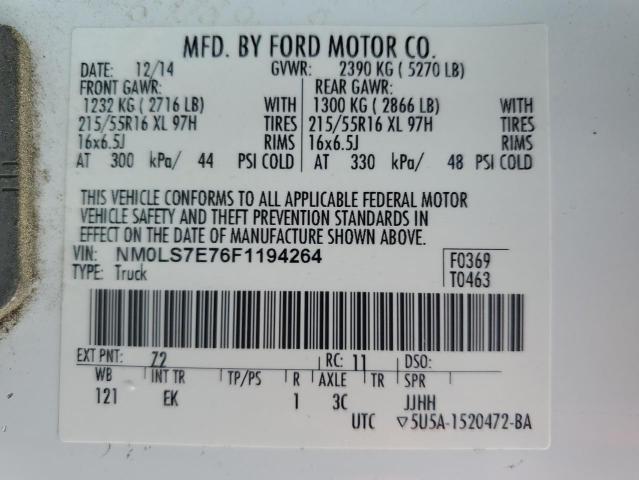 MFD. BY FORD MOTOR CO.
DATE: 12/14 GVWR: 2390 KG ( 5270 LB)
FRONT GAWR: REAR GAWR:
1232 KG ( 2716 LB) WITH 1300 KG ( 2866 LB) WITH
215/55R16 XL 97H TIRES 215/55R16 XL 97H TIRES
16x6.5J RIMS 16x6.5J RIMS
AT 300 kPa/ 44 PSI COLD AT 330 kPa/ 48 PSI COLD
THIS VEHICLE CONFORMS TO ALL APPLICABLE FEDERAL MOTOR
VEHICLE SAFETY AND THEFT PREVENTION STANDARDS IN
EFFECT ON THE DATE OF MANUFACTURE SHOWN ABOVE.
VIN: NM0LS7E76F1194264 F0369
TYPE: Truck T0463
EXT PNT: 72 RC: 11 DSO:
WB INT TR TP/PS R AXLE TR SPR
121 EK 1 3C JJHH
UTC ▽5U5A-1520472-BA